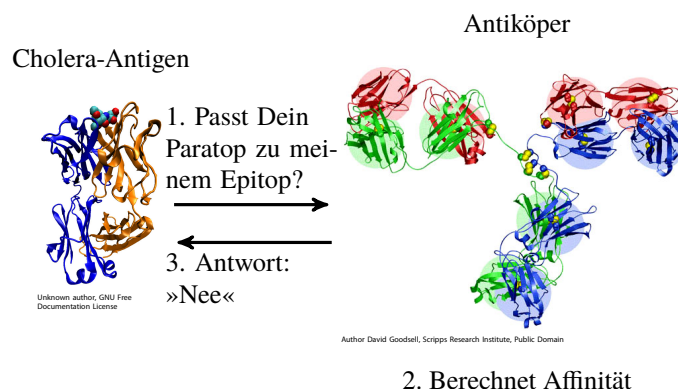 Antiköper
Cholera-Antigen
1. Passt Dein
Paratop zu mei-
nem Epitop?
3. Antwort:
»Nee«
Unknown author, GNU Free
Documentation License
Author David Goodsell, Scripps Research Institute, Public Domain
2. Berechnet Affinität